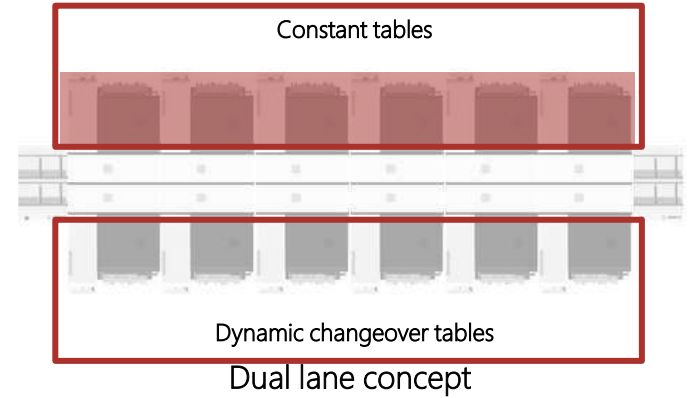 Constant tables
Dynamic changeover tables
Dual lane concept